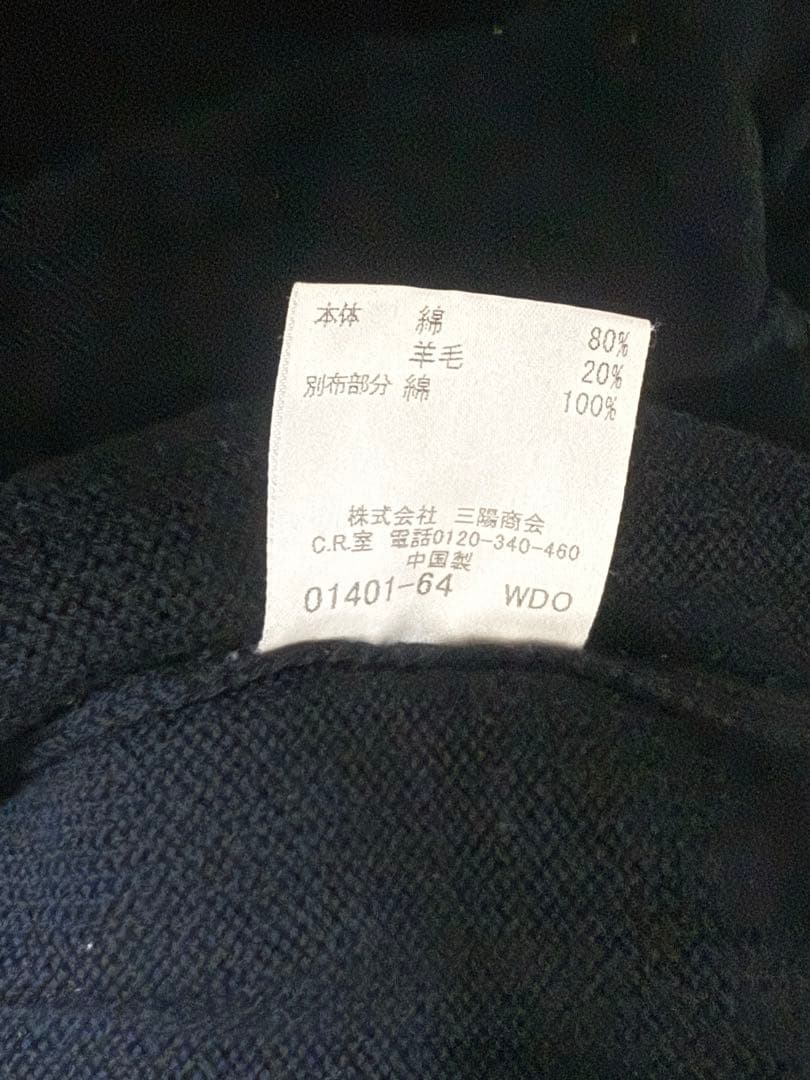 本体 綿 80%
羊毛 20%
別布部分 綿 100%
株式会社 三陽商会
C.R.室 電話0120-340-460
中国製
01401-64 WDO